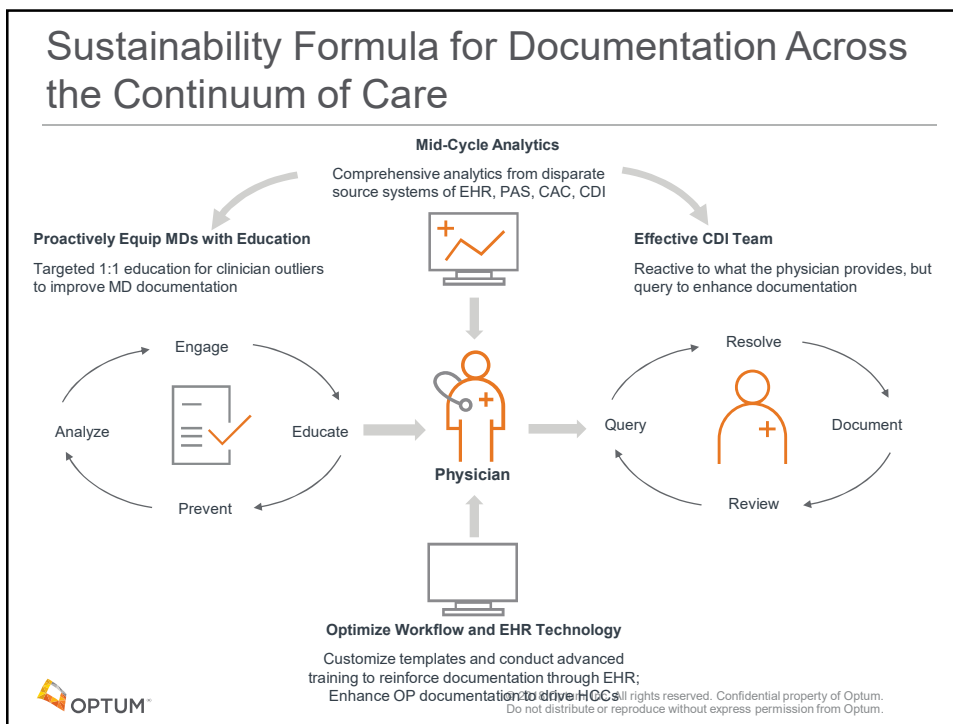 Sustainability Formula for Documentation Across
the Continuum of Care
Mid-Cycle Analytics
Comprehensive analytics from disparate
source systems of EHR, PAS, CAC, CDI
Proactively Equip MDs with Education
Targeted 1:1 education for clinician outliers
to improve MD documentation
Effective CDI Team
Reactive to what the physician provides, but
query to enhance documentation
Engage
Analyze
Educate
Prevent
Physician
Resolve
Query
Document
Review
Optimize Workflow and EHR Technology
Customize templates and conduct advanced
training to reinforce documentation through EHR;
Enhance OP documentation to drive HCCs
All rights reserved. Confidential property of Optum.
Do not distribute or reproduce without express permission from Optum.
OPTUM